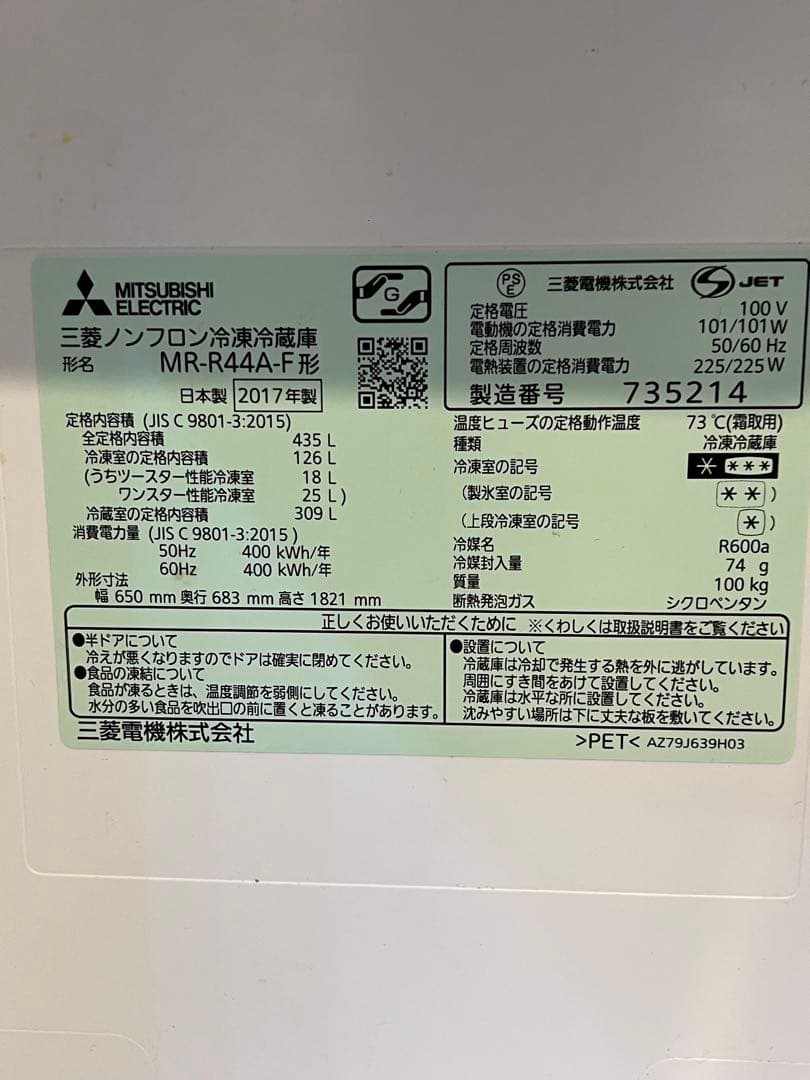 MITSUBISHI
ELECTRIC
G
三菱ノンフロン冷凍冷蔵庫
形名 MR-R44A-F形
日本製 2017年製
定格内容積 (JIS C 9801-3:2015)
全定格内容積 435 L
冷凍室の定格内容積 126 L
(うちツースター性能冷凍室 18 L
ワンスター性能冷凍室 25 L)
冷蔵室の定格内容積 309 L
消費電力量 (JIS C 9801-3:2015)
50Hz 400 kWh/年
60Hz 400 kWh/年
外形寸法
幅 650 mm 奥行 683 mm 高さ 1821 mm
PSE 三菱電機株式会社 JET
定格電圧 100 V
電動機の定格消費電力 101/101W
定格周波数 50/60 Hz
電熱装置の定格消費電力 225/225W
製造番号 735214
温度ヒューズの定格動作温度 73 ℃(霜取用)
種類 冷凍冷蔵庫
冷凍室の記号 * ***
(製氷室の記号 **)
(上段冷凍室の記号 *)
冷媒名 R600a
冷媒封入量 74 g
質量 100 kg
断熱発泡ガス シクロペンタン
正しくお使いいただくために ※くわしくは取扱説明書をご覧ください
●半ドアについて
冷えが悪くなりますのでドアは確実に閉めてください。
●食品の凍結について
食品が凍るときは、温度調節を弱側にしてください。
水分の多い食品を吹出口の前に置くと凍ることがあります。
●設置について
冷蔵庫は冷却で発生する熱を外に逃がしています。
周囲にすき間をあけて設置してください。
冷蔵庫は水平な所に設置してください。
沈みやすい場所は下に丈夫な板を敷いてください。
三菱電機株式会社
>PET< AZ79J639H03